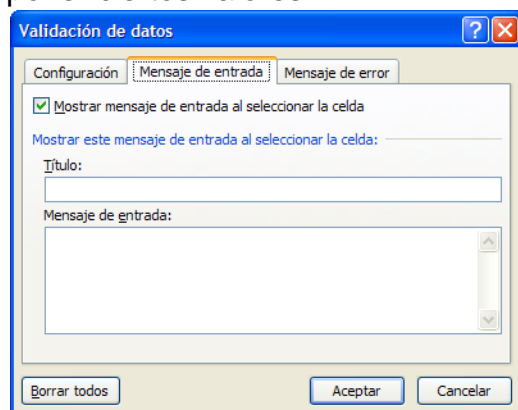 Validación de datos
Configuración Mensaje de entrada Mensaje de error
Mostrar mensaje de entrada al seleccionar la celda
Mostrar este mensaje de entrada al seleccionar la celda:
Título:
Mensaje de entrada:
Borrar todos Aceptar Cancelar